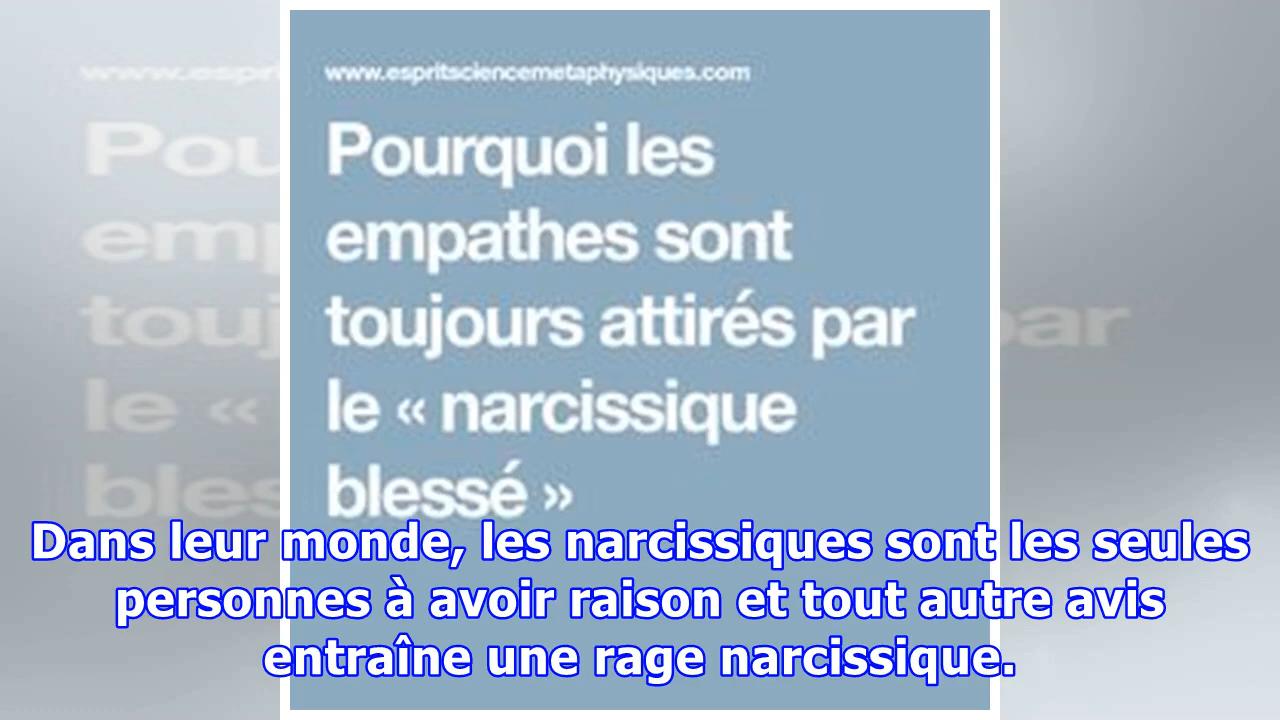 www.espritsciencemetaphysiques.com
Pourquoi les
empathes sont
toujours attirés par
le « narcissique
blessé »
Dans leur monde, les narcissiques sont les seules
personnes à avoir raison et tout autre avis
entraîne une rage narcissique.